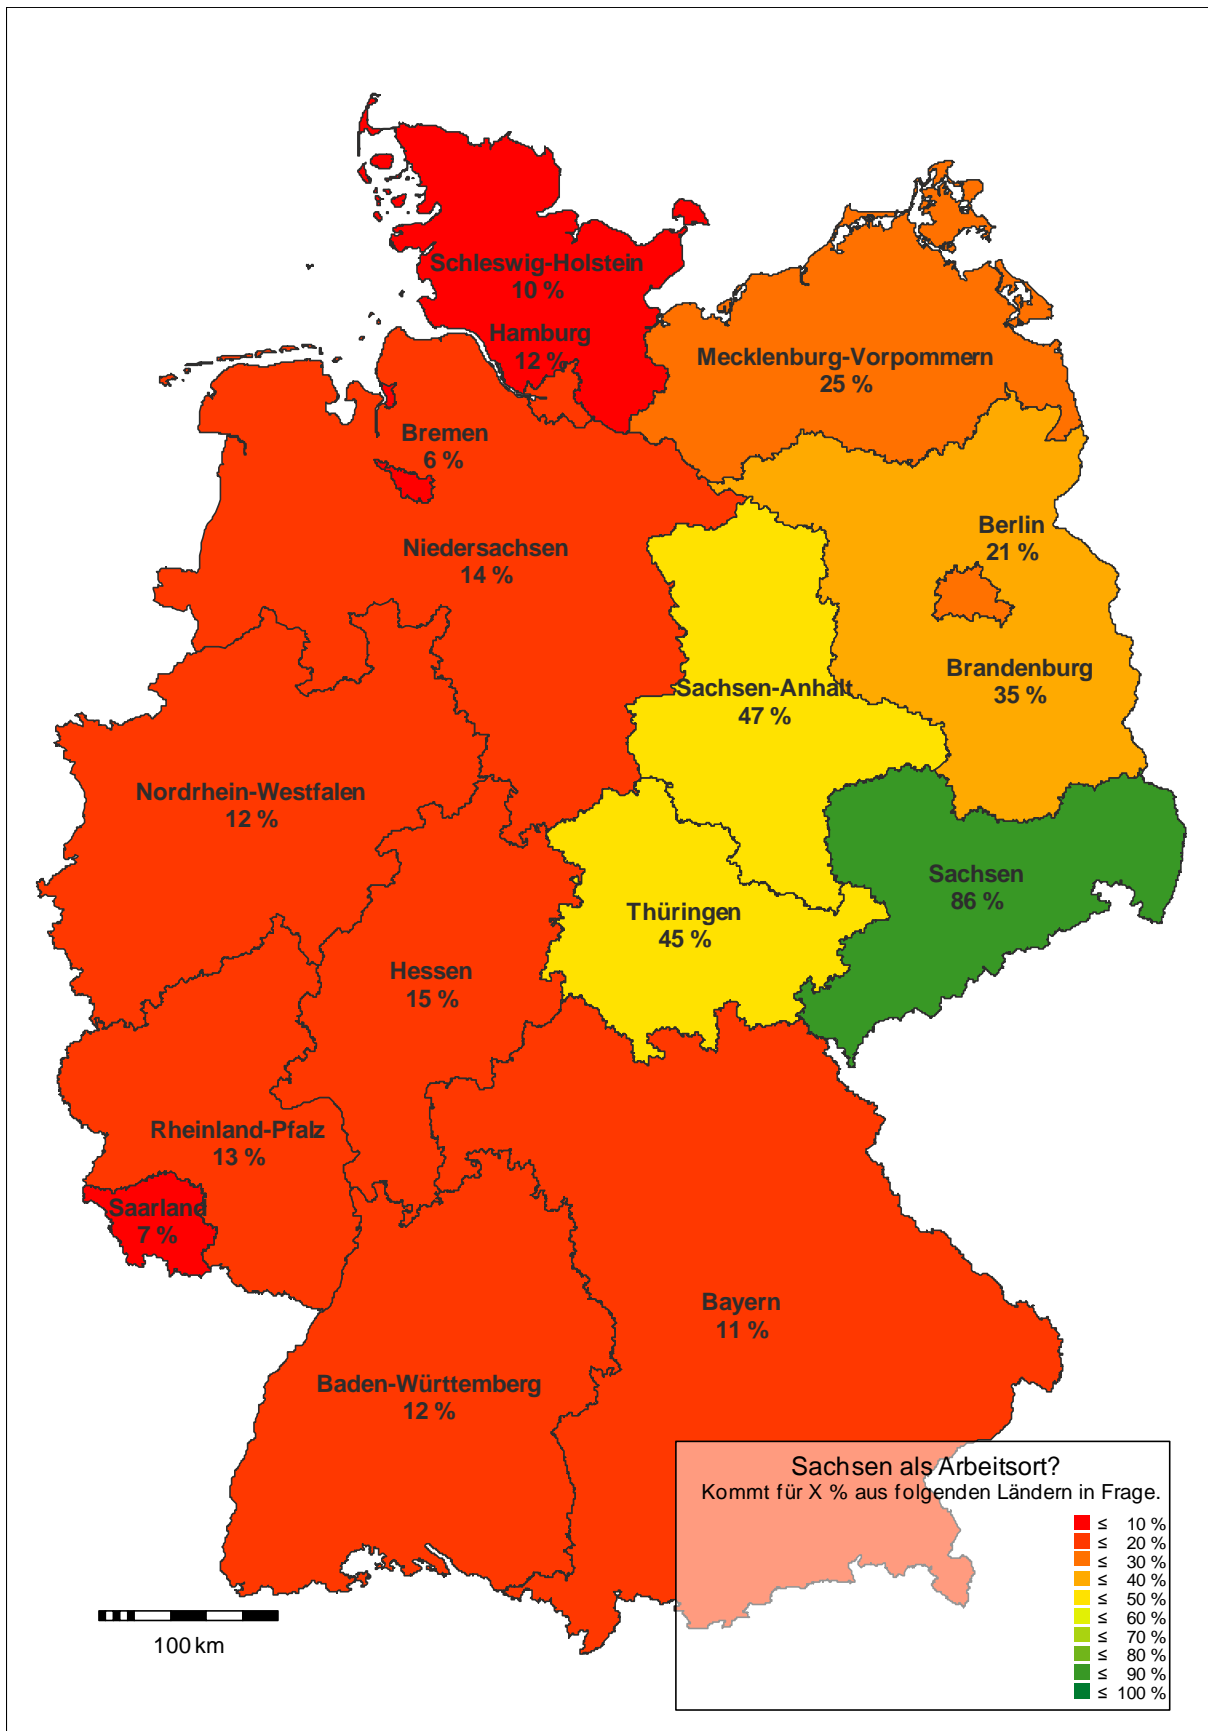 Schleswig-Holstein
10 %
Hamburg
12 %
Mecklenburg-Vorpommern
25 %
Bremen
6 %
Berlin
21 %
Niedersachsen
14 %
Brandenburg
35 %
Sachsen-Anhalt
47 %
Nordrhein-Westfalen
12 %
Sachsen
86 %
Thüringen
45 %
Hessen
15 %
Rheinland-Pfalz
13 %
Saarland
7 %
Bayern
11 %
Baden-Württemberg
12 %
Sachsen als Arbeitsort?
Kommt für X % aus folgenden Ländern in Frage.
≤ 10 %
≤ 20 %
≤ 30 %
≤ 40 %
≤ 50 %
≤ 60 %
≤ 70 %
≤ 80 %
≤ 90 %
≤ 100 %
100 km